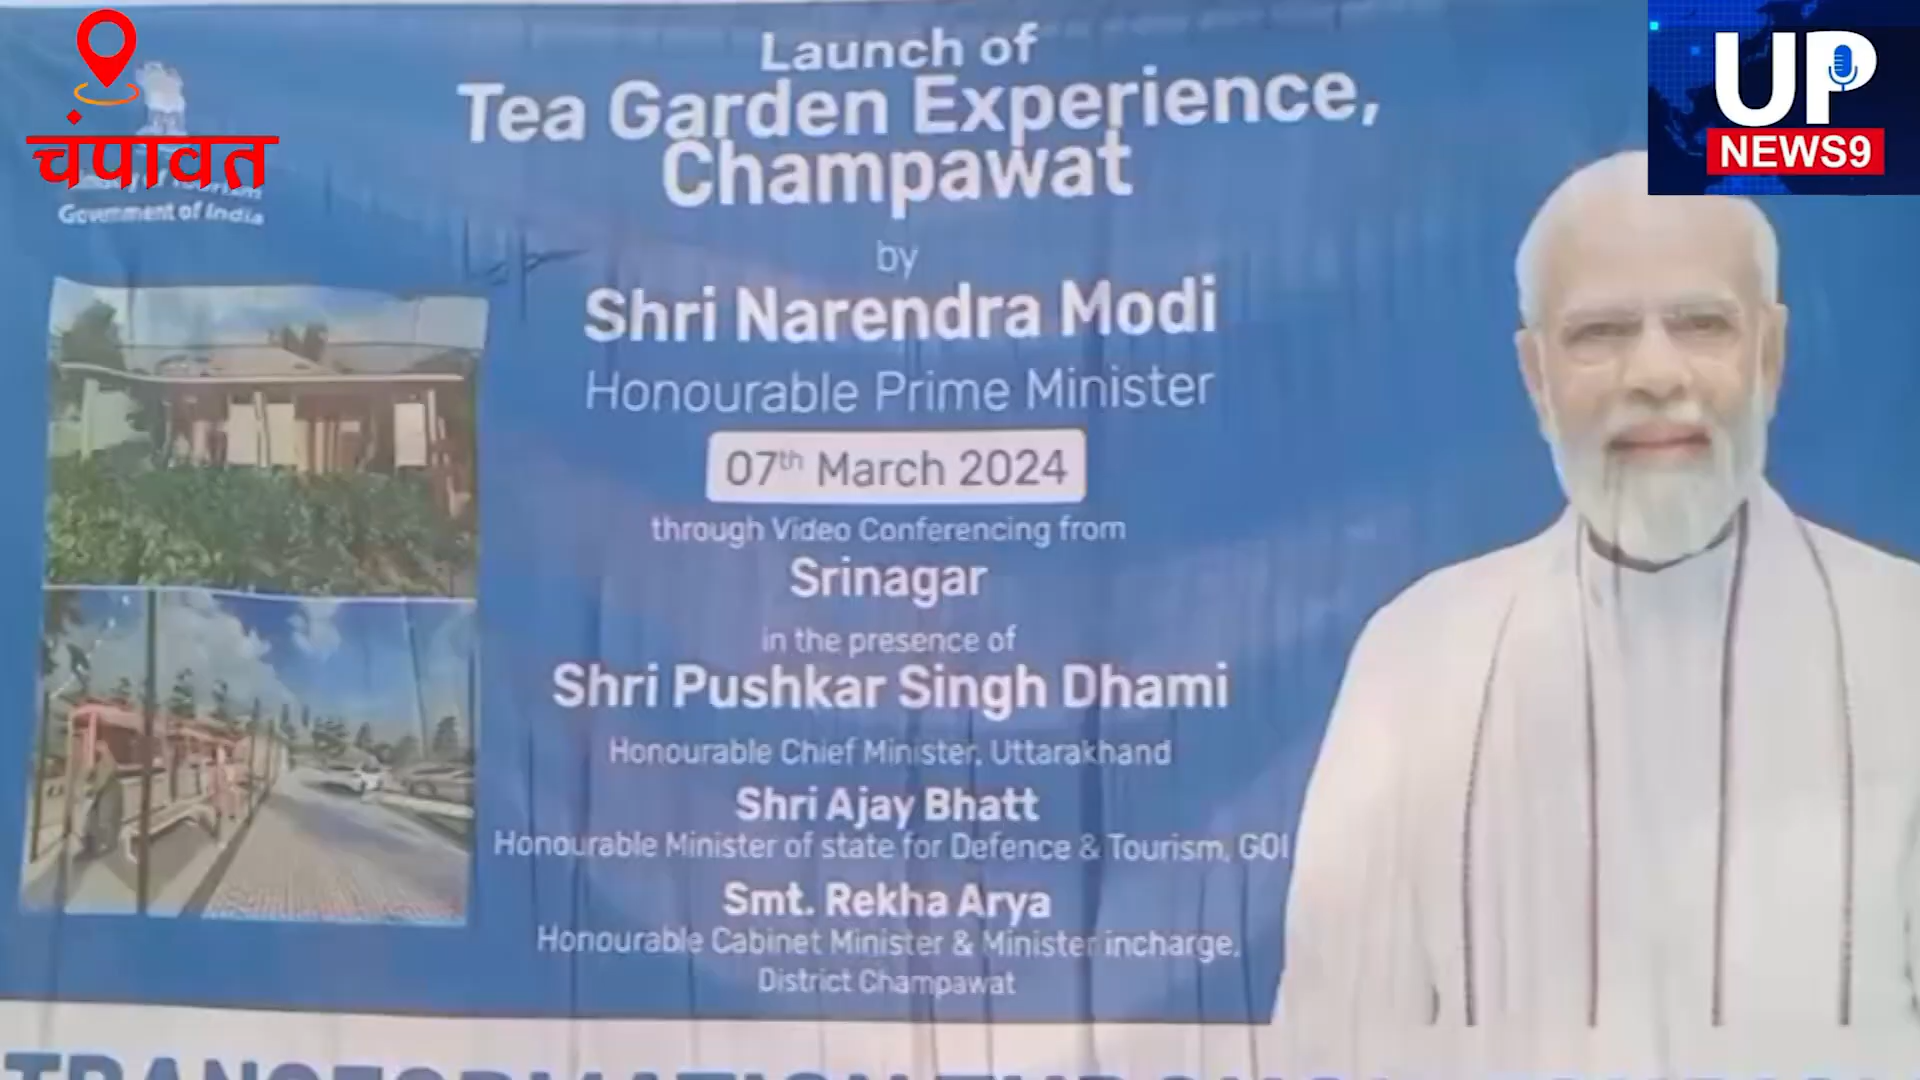 चंपावत
Government of India
UP
NEWS9
Launch of
Tea Garden Experience,
Champawat
by
Shri Narendra Modi
Honourable Prime Minister
07th March 2024
through Video Conferencing from
Srinagar
in the presence of
Shri Pushkar Singh Dhami
Honourable Chief Minister, Uttarakhand
Shri Ajay Bhatt
Honourable Minister of state for Defence & Tourism, GOI
Smt. Rekha Arya
Honourable Cabinet Minister & Minister incharge,
District Champawat